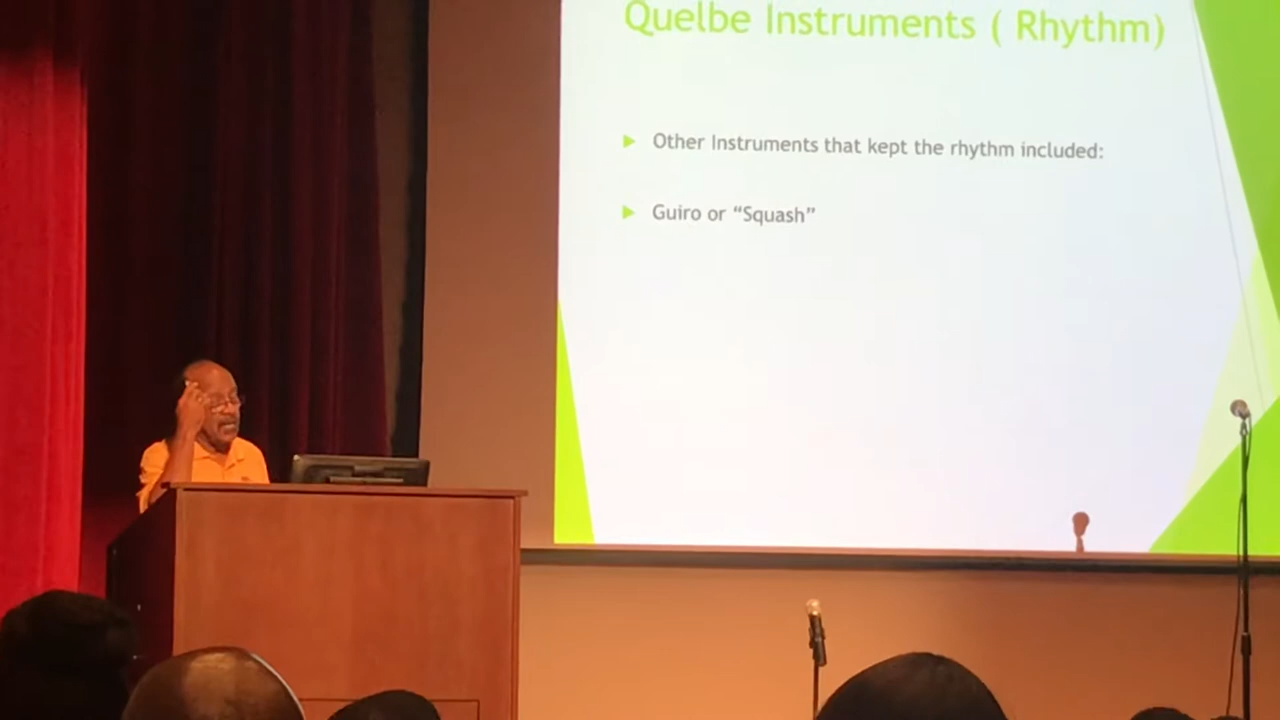 Quelbe Instruments ( Rhythm)
Other Instruments that kept the rhythm included:
Guiro or “Squash”